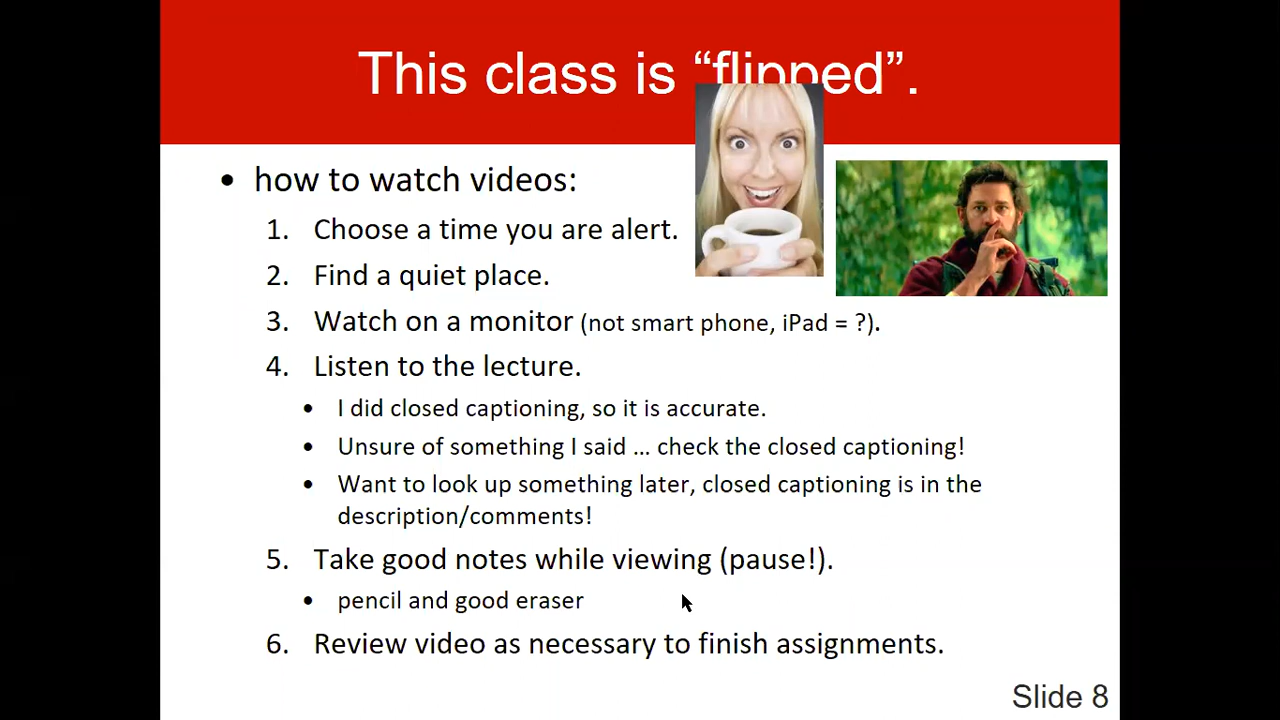 This class is “flipped”.
• how to watch videos:
1. Choose a time you are alert.
2. Find a quiet place.
3. Watch on a monitor (not smart phone, iPad = ?).
4. Listen to the lecture.
• I did closed captioning, so it is accurate.
• Unsure of something I said … check the closed captioning!
• Want to look up something later, closed captioning is in the
description/comments!
5. Take good notes while viewing (pause!).
• pencil and good eraser
6. Review video as necessary to finish assignments.
Slide 8